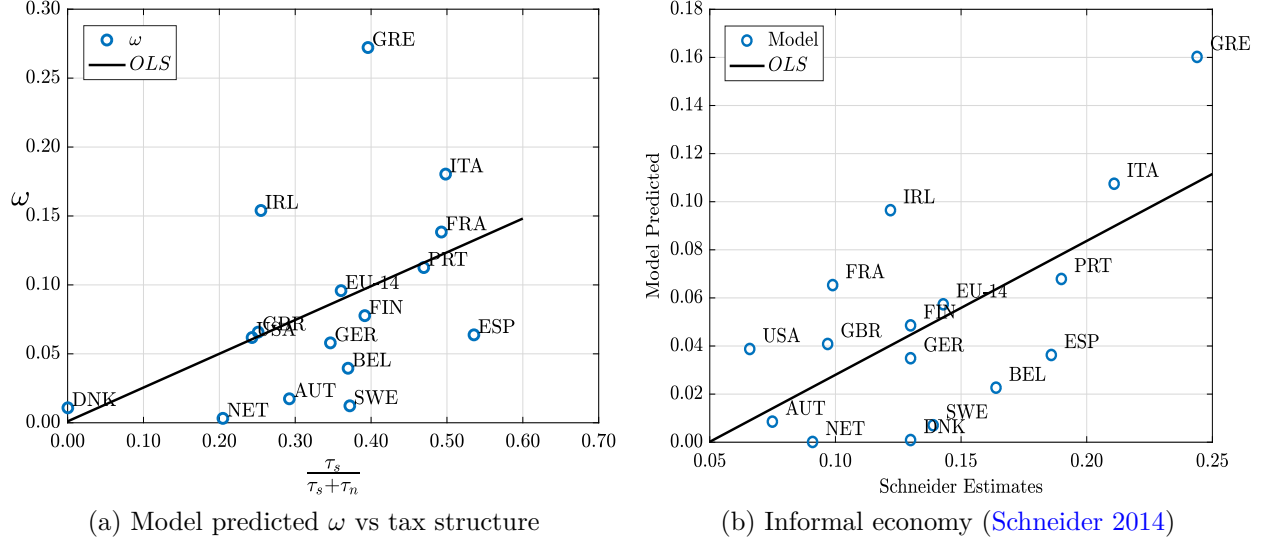 0.30
0.25
0.20
0.15
0.10
0.05
0.00
ω
ω
OLS
GRE
ITA
IRL
FRA
PRT
EU-14
FIN
GBR
USA
ESP
GER
BEL
AUT
SWE
DNK
NET
0.00 0.10 0.20 0.30 0.40 0.50 0.60 0.70
τs
τs+τn
(a) Model predicted ω vs tax structure
0.18
0.16
0.14
0.12
0.10
0.08
0.06
0.04
0.02
0.00
Model Predicted
Model
OLS
GRE
ITA
IRL
FRA
PRT
EU-14
FIN
USA
GBR
GER
ESP
BEL
AUT
SWE
NET
DNK
0.05 0.10 0.15 0.20 0.25
Schneider Estimates
(b) Informal economy (Schneider 2014)